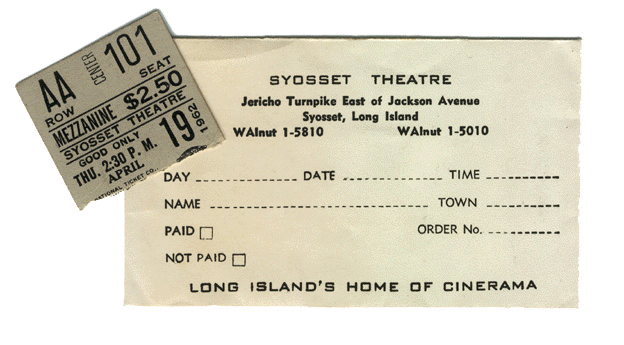 AA ROW CENTER 101 SEAT
MEZZANINE $2.50
SYOSSET THEATRE
GOOD ONLY
THU. 2:30 P. M.
APRIL 19 1962
NATIONAL TICKET CO.
SYOSSET THEATRE
Jericho Turnpike East of Jackson Avenue
Syosset, Long Island
WAlnut 1-5810 WAlnut 1-5010
DAY DATE TIME
NAME TOWN
PAID ORDER No.
NOT PAID
LONG ISLAND'S HOME OF CINERAMA